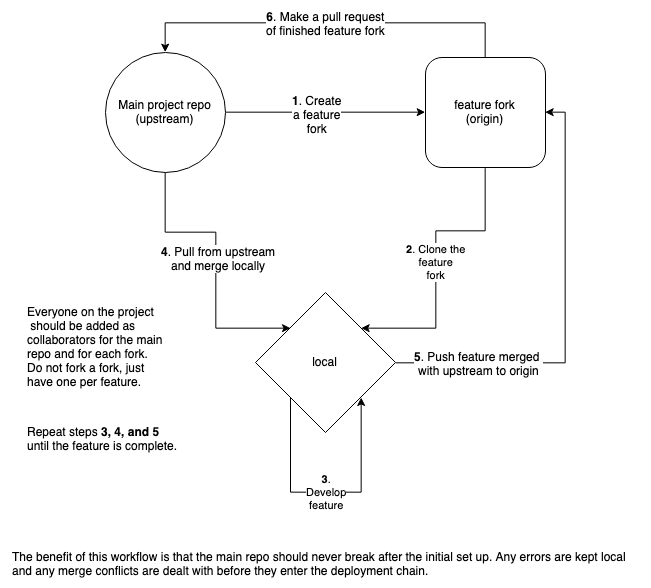 6. Make a pull request
of finished feature fork
Main project repo
(upstream)
1. Create
a feature
fork
feature fork
(origin)
4. Pull from upstream
and merge locally
2. Clone the
feature
fork
Everyone on the project
should be added as
collaborators for the main
repo and for each fork.
Do not fork a fork, just
have one per feature.
local
5. Push feature merged
with upstream to origin
Repeat steps 3, 4, and 5
until the feature is complete.
3.
Develop
feature
The benefit of this workflow is that the main repo should never break after the initial set up. Any errors are kept local
and any merge conflicts are dealt with before they enter the deployment chain.